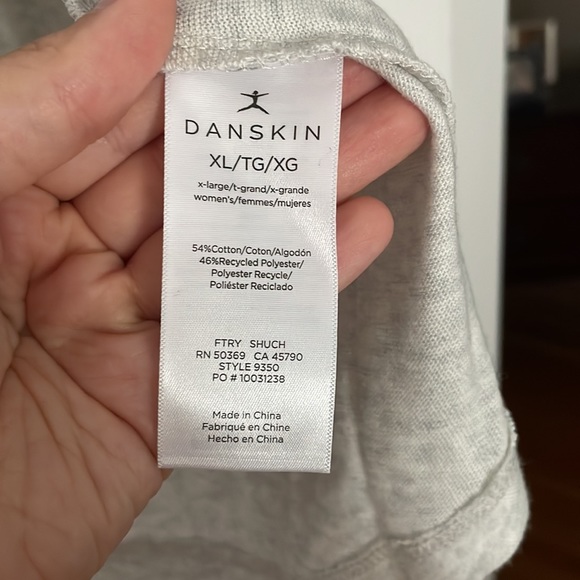 DANSKIN
XL/TG/XG
x-large/t-grand/x-grande
women's/femmes/mujeres
54%Cotton/Coton/Algodón
46%Recycled Polyester/
Polyester Recycle/
Poliéster Reciclado
FTRY SHUCH
RN 50369 CA 45790
STYLE 9350
PO # 10031238
Made in China
Fabriqué en Chine
Hecho en China